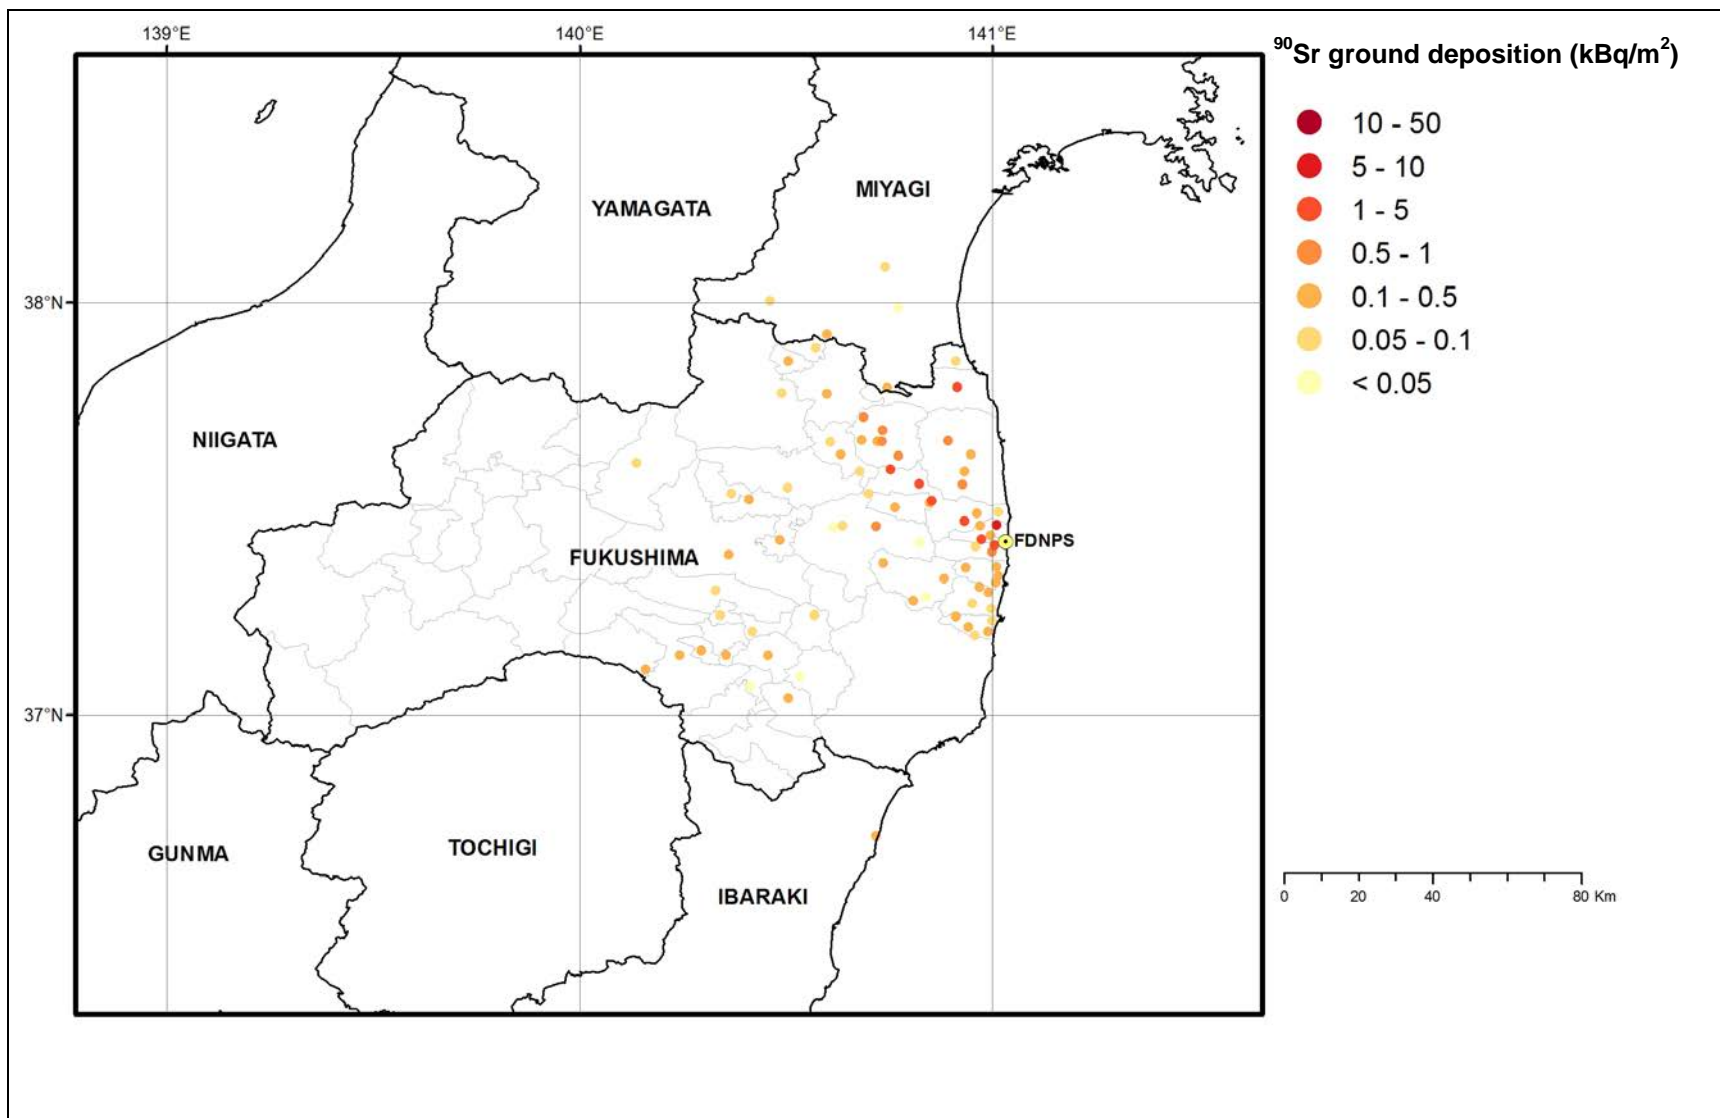 139°E 140°E 141°E
⁹⁰Sr ground deposition (kBq/m²)
10 - 50
5 - 10
1 - 5
0.5 - 1
0.1 - 0.5
0.05 - 0.1
< 0.05
38°N
37°N
MIYAGI
YAMAGATA
NIIGATA
FUKUSHIMA
FDNPS
GUNMA
TOCHIGI
IBARAKI
0 20 40 80 Km